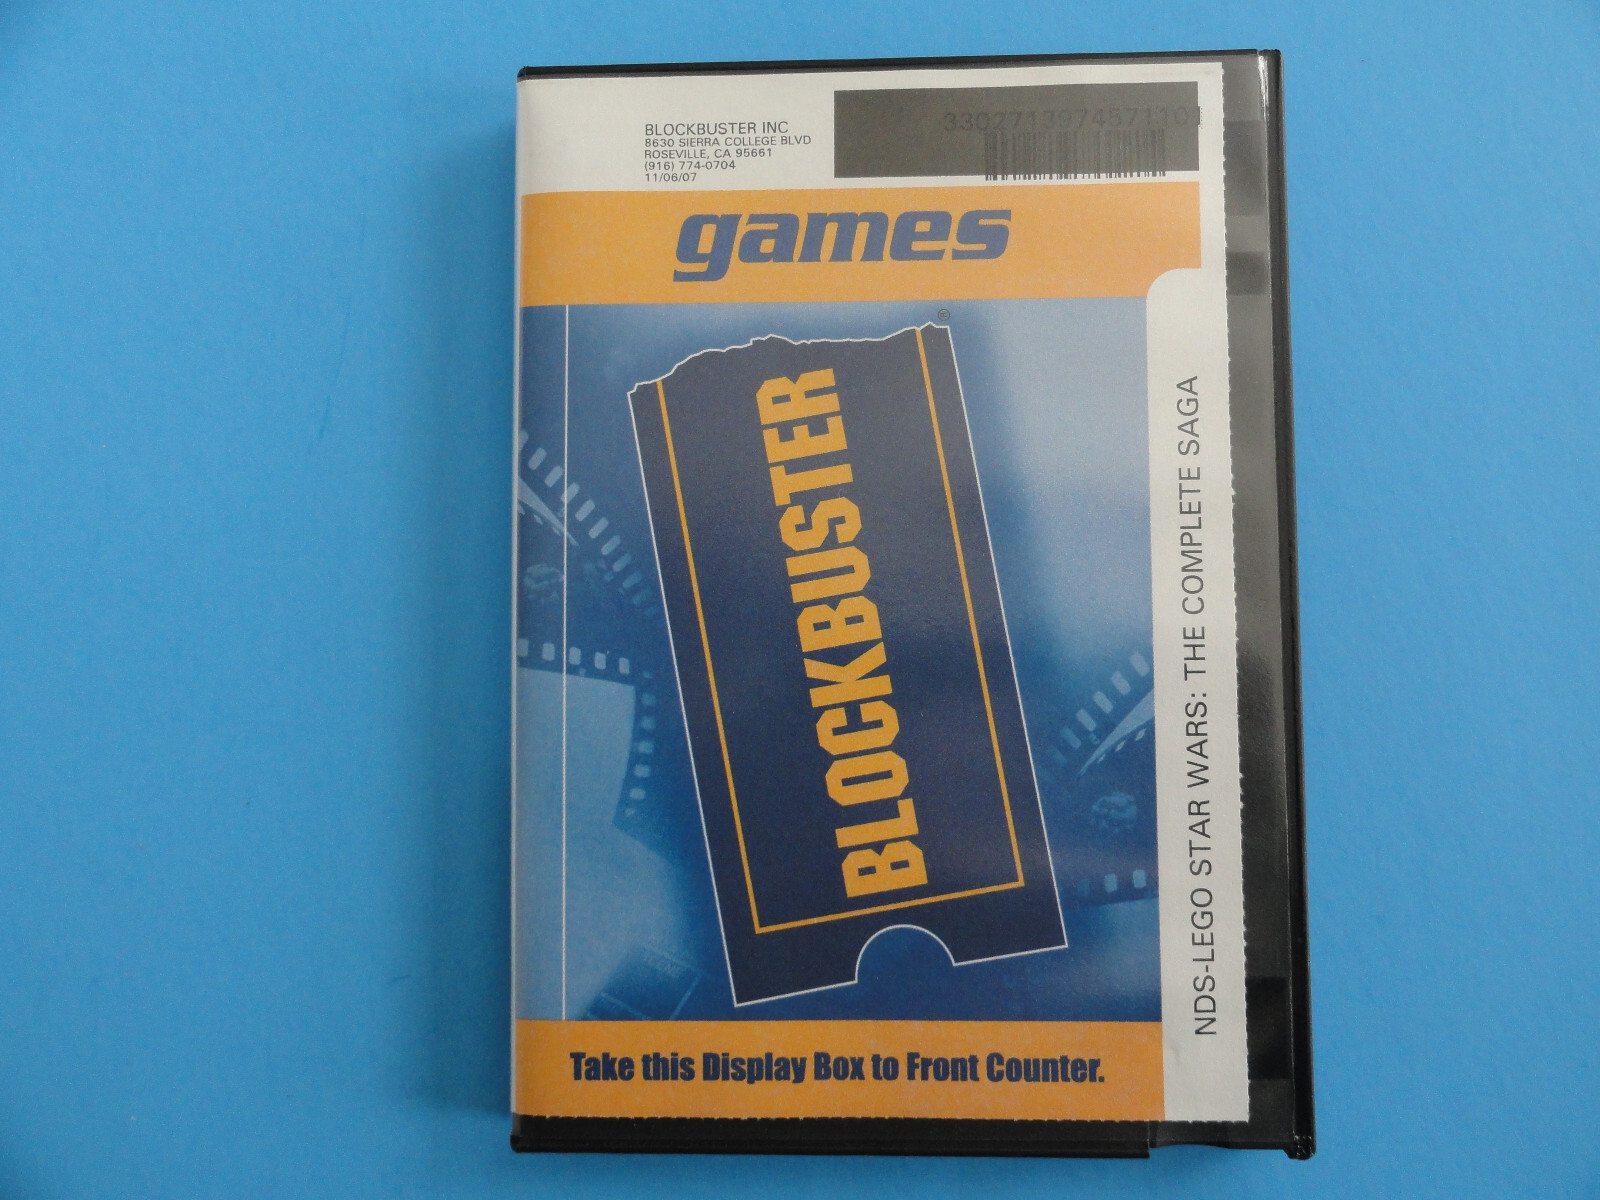 BLOCKBUSTER INC
8630 SIERRA COLLEGE BLVD
ROSEVILLE, CA 95661
(916) 774-0704
11/06/07
games
®
BLOCKBUSTER
NDS-LEGO STAR WARS: THE COMPLETE SAGA
Take this Display Box to Front Counter.